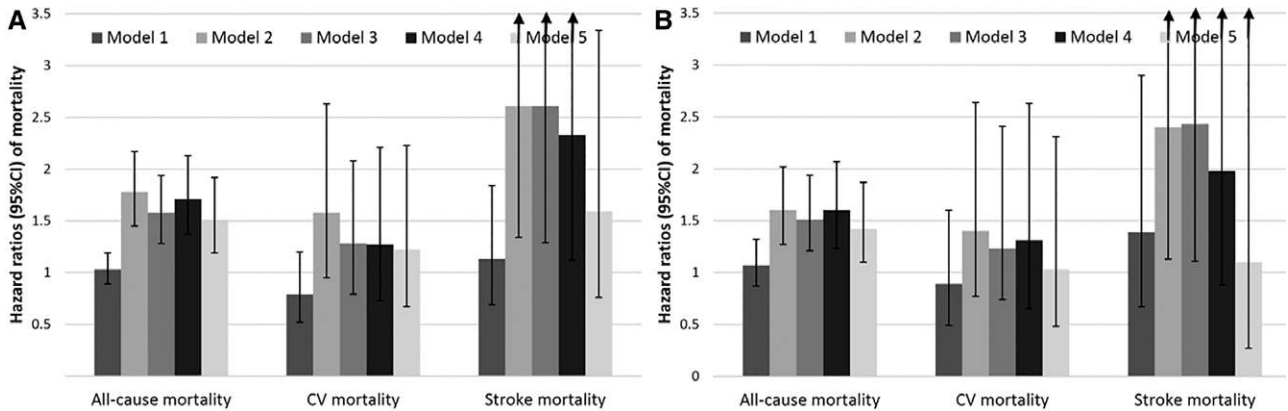 A
Hazard ratios (95%CI) of mortality
3.5
3
2.5
2
1.5
1
0.5
Model 1 Model 2 Model 3 Model 4 Model 5
All-cause mortality CV mortality Stroke mortality
B
Hazard ratios (95%CI) of mortality
3.5
3
2.5
2
1.5
1
0.5
0
Model 1 Model 2 Model 3 Model 4 Model 5
All-cause mortality CV mortality Stroke mortality